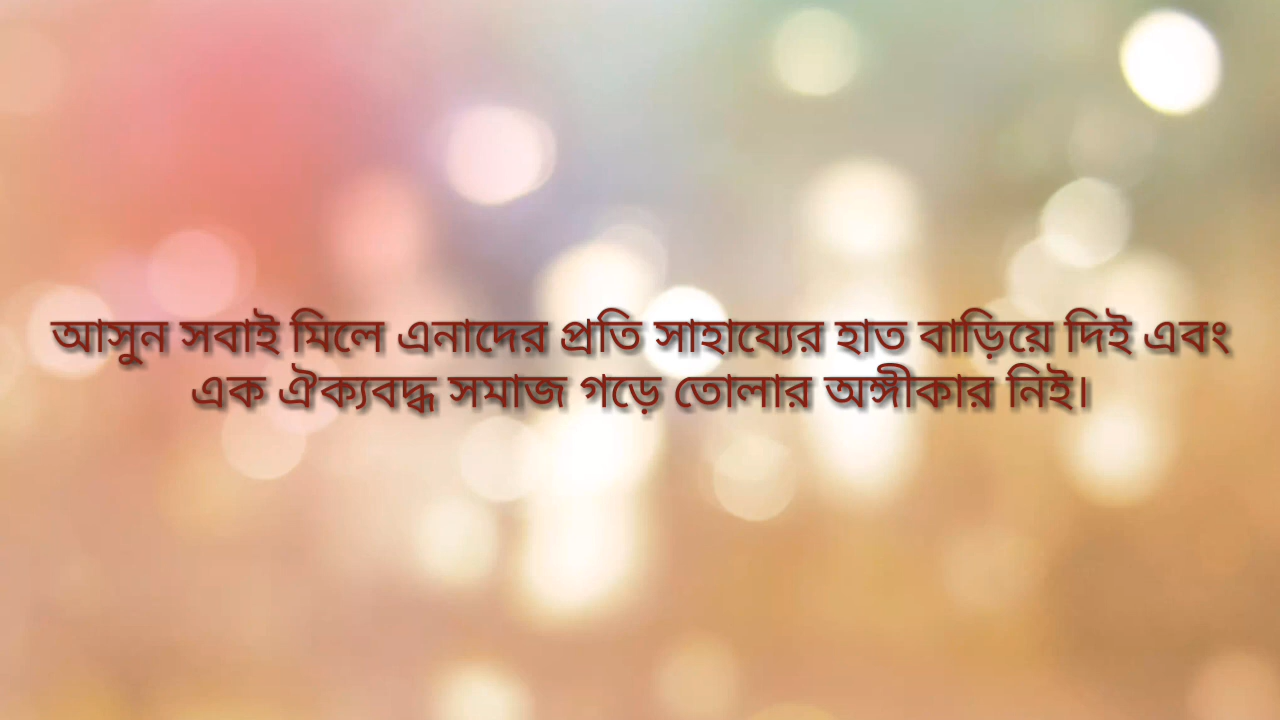 আসুন সবাই মিলে এনাদের প্রতি সাহায্যের হাত বাড়িয়ে দিই এবং
এক ঐক্যবদ্ধ সমাজ গড়ে তোলার অঙ্গীকার নিই।